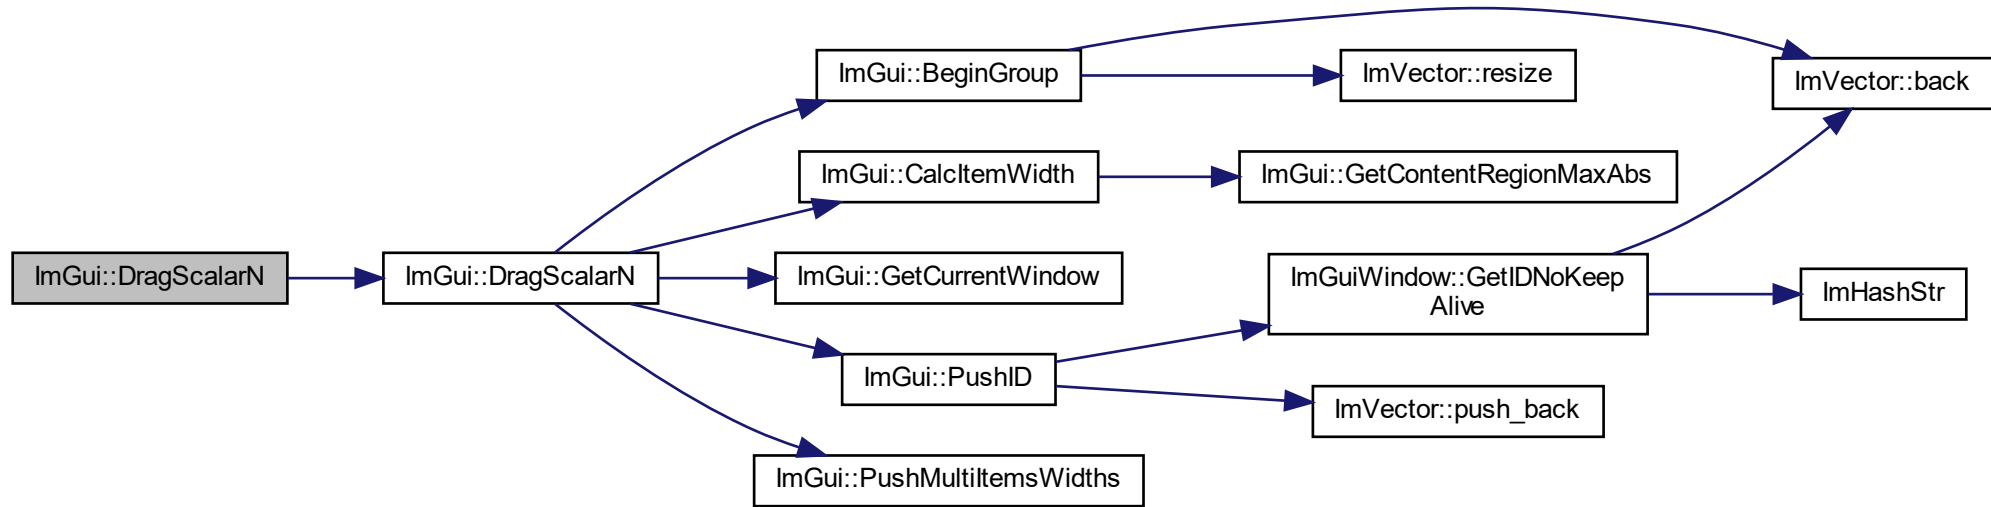 ImGui::DragScalarN
ImGui::DragScalarN
ImGui::BeginGroup
ImVector::resize
ImVector::back
ImGui::CalcItemWidth
ImGui::GetContentRegionMaxAbs
ImGui::GetCurrentWindow
ImGui::PushID
ImGuiWindow::GetIDNoKeep
Alive
ImHashStr
ImVector::push_back
ImGui::PushMultiItemsWidths